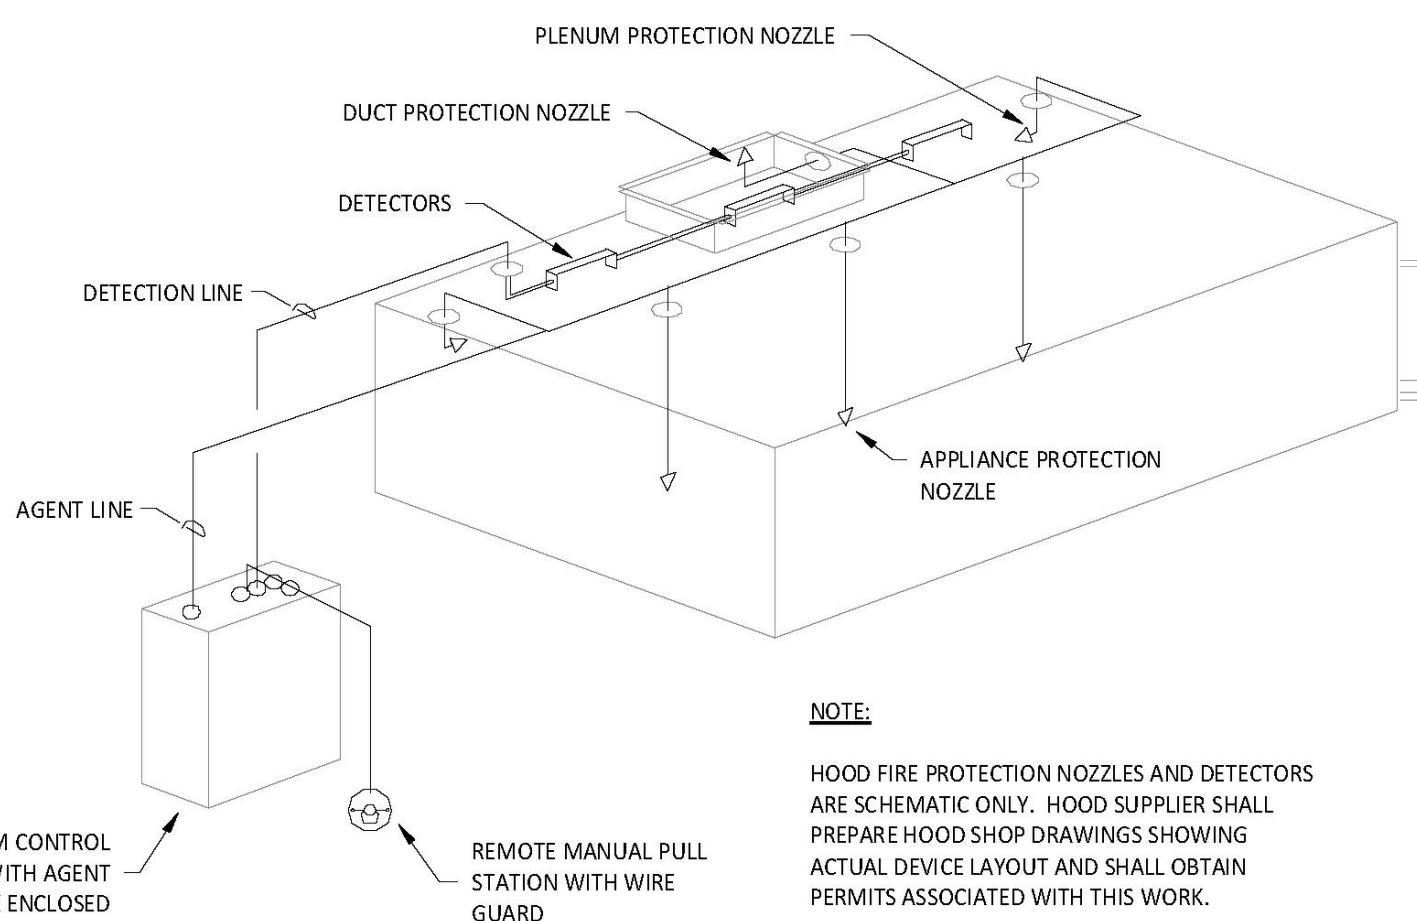 PLENUM PROTECTION NOZZLE
DUCT PROTECTION NOZZLE
DETECTORS
DETECTION LINE
AGENT LINE
APPLIANCE PROTECTION
NOZZLE
NOTE:
HOOD FIRE PROTECTION NOZZLES AND DETECTORS
ARE SCHEMATIC ONLY. HOOD SUPPLIER SHALL
PREPARE HOOD SHOP DRAWINGS SHOWING
ACTUAL DEVICE LAYOUT AND SHALL OBTAIN
PERMITS ASSOCIATED WITH THIS WORK.
CONTROL
WITH AGENT
ENCLOSED
REMOTE MANUAL PULL
STATION WITH WIRE
GUARD